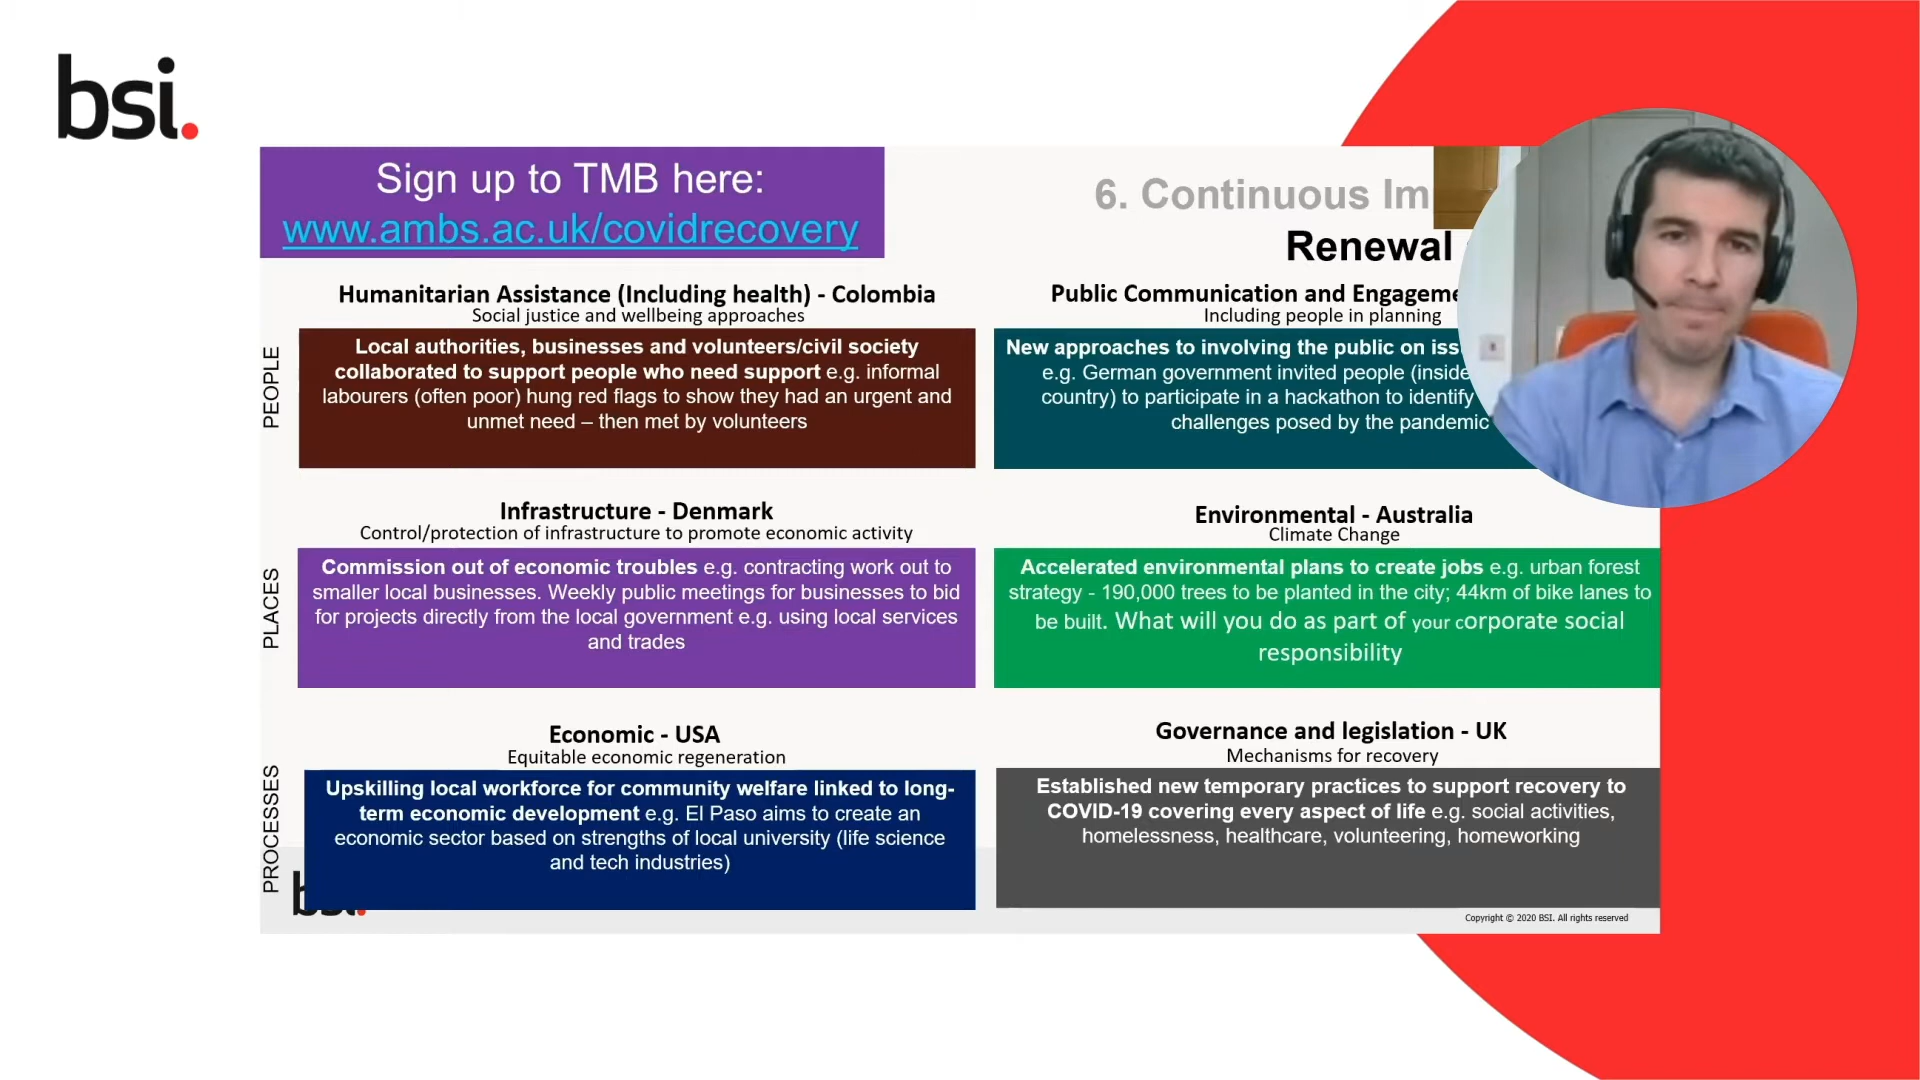 bsi.
Sign up to TMB here:
www.ambs.ac.uk/covidrecovery
6. Continuous Im
Renewal
PEOPLE
Humanitarian Assistance (Including health) - Colombia
Social justice and wellbeing approaches
Local authorities, businesses and volunteers/civil society
collaborated to support people who need support e.g. informal
labourers (often poor) hung red flags to show they had an urgent and
unmet need – then met by volunteers
Public Communication and Engageme
Including people in planning
New approaches to involving the public on iss
e.g. German government invited people (inside
country) to participate in a hackathon to identify
challenges posed by the pandemic
PLACES
Infrastructure - Denmark
Control/protection of infrastructure to promote economic activity
Commission out of economic troubles e.g. contracting work out to
smaller local businesses. Weekly public meetings for businesses to bid
for projects directly from the local government e.g. using local services
and trades
Environmental - Australia
Climate Change
Accelerated environmental plans to create jobs e.g. urban forest
strategy - 190,000 trees to be planted in the city; 44km of bike lanes to
be built. What will you do as part of your corporate social
responsibility
PROCESSES
Economic - USA
Equitable economic regeneration
Upskilling local workforce for community welfare linked to long-
term economic development e.g. El Paso aims to create an
economic sector based on strengths of local university (life science
and tech industries)
Governance and legislation - UK
Mechanisms for recovery
Established new temporary practices to support recovery to
COVID-19 covering every aspect of life e.g. social activities,
homelessness, healthcare, volunteering, homeworking
bsi.
Copyright © 2020 BSI. All rights reserved